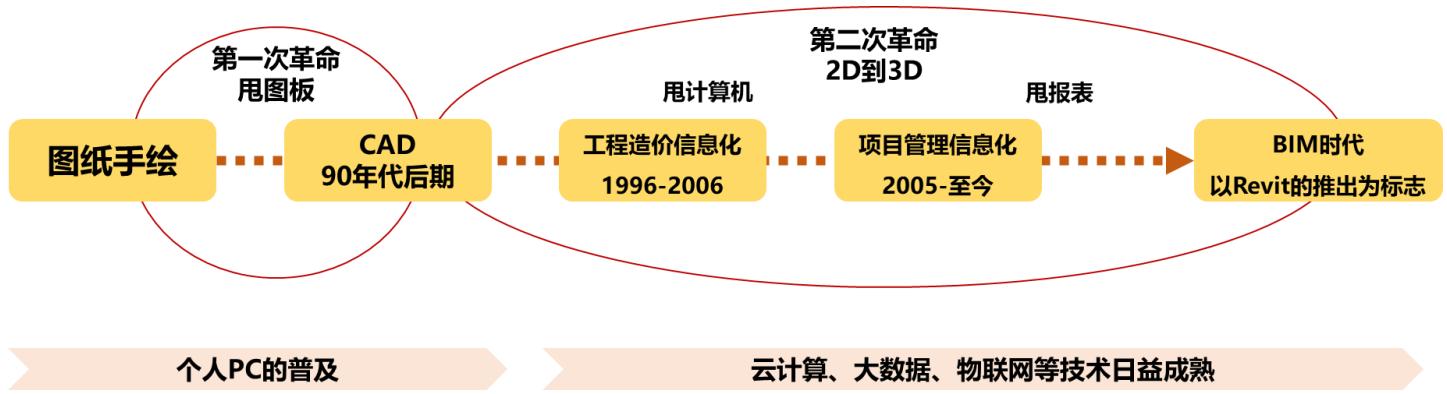 第一次革命
甩图板
第二次革命
2D到3D
甩计算机
甩报表
图纸手绘
CAD
90年代后期
工程造价信息化
1996-2006
项目管理信息化
2005-至今
BIM时代
以Revit的推出为标志
个人PC的普及
云计算、大数据、物联网等技术日益成熟